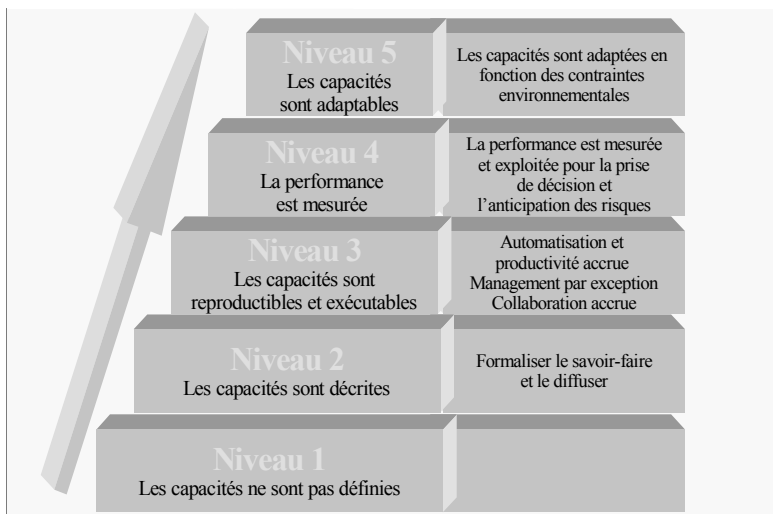 Niveau 5
Les capacités
sont adaptables
Les capacités sont adaptées en
fonction des contraintes
environnementales
Niveau 4
La performance
est mesurée
La performance est mesurée
et exploitée pour la prise
de décision et
l’anticipation des risques
Niveau 3
Les capacités sont
reproductibles et exécutables
Automatisation et
productivité accrue
Management par exception
Collaboration accrue
Niveau 2
Les capacités sont décrites
Formaliser le savoir-faire
et le diffuser
Niveau 1
Les capacités ne sont pas définies